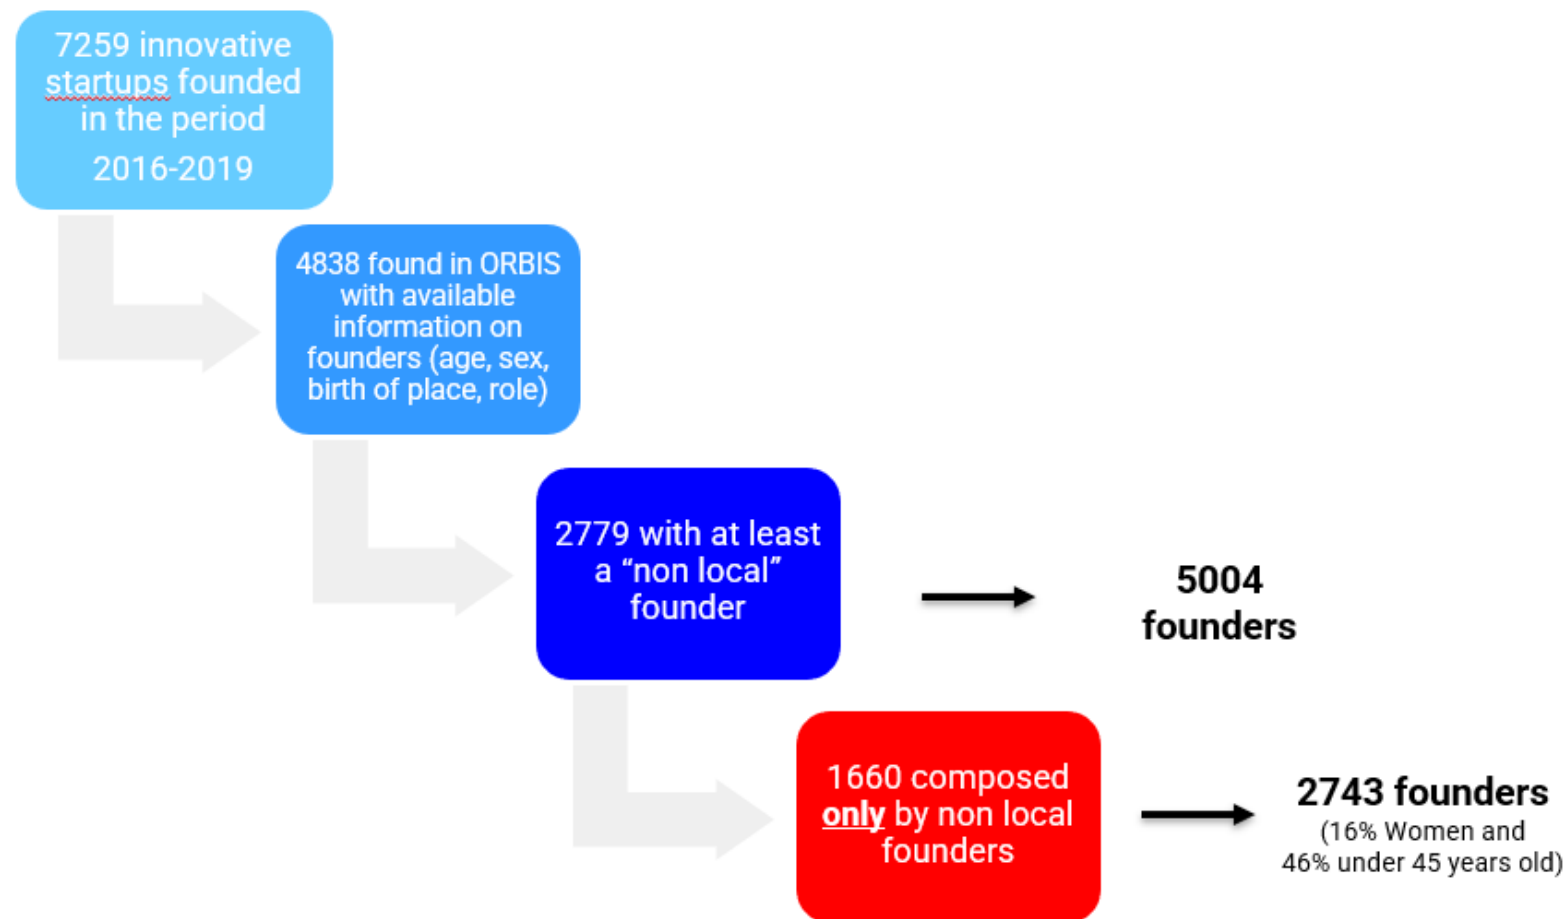 7259 innovative
startups founded
in the period
2016-2019
4838 found in ORBIS
with available
information on
founders (age, sex,
birth of place, role)
2779 with at least
a “non local”
founder
5004
founders
1660 composed
only by non local
founders
2743 founders
(16% Women and
46% under 45 years old)